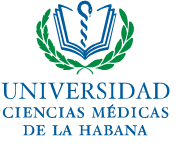 UNIVERSIDAD
CIENCIAS MÉDICAS
DE LA HABANA